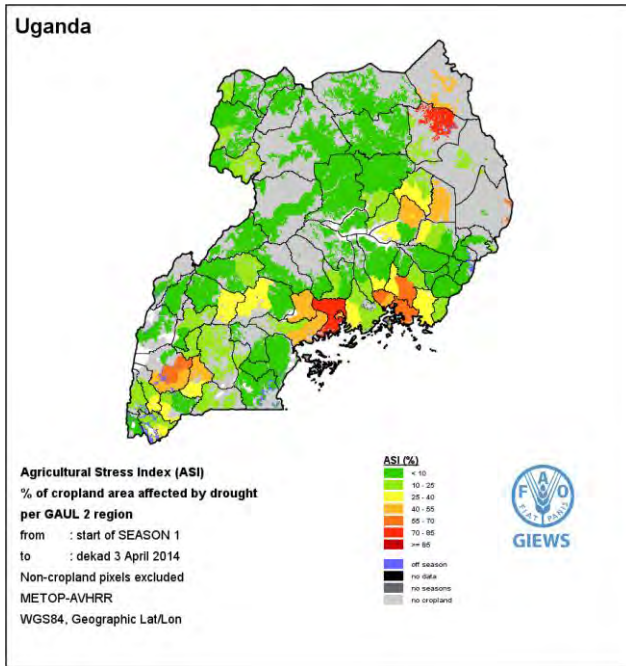 Uganda
Agricultural Stress Index (ASI)
% of cropland area affected by drought
per GAUL 2 region
from : start of SEASON 1
to : dekad 3 April 2014
Non-cropland pixels excluded
METOP-AVHRR
WGS84, Geographic Lat/Lon
ASI (%)
< 10
10 - 25
25 - 40
40 - 55
55 - 70
70 - 85
>= 85
off season
no data
no seasons
no cropland
F A O
FIAT PANIS
GIEWS